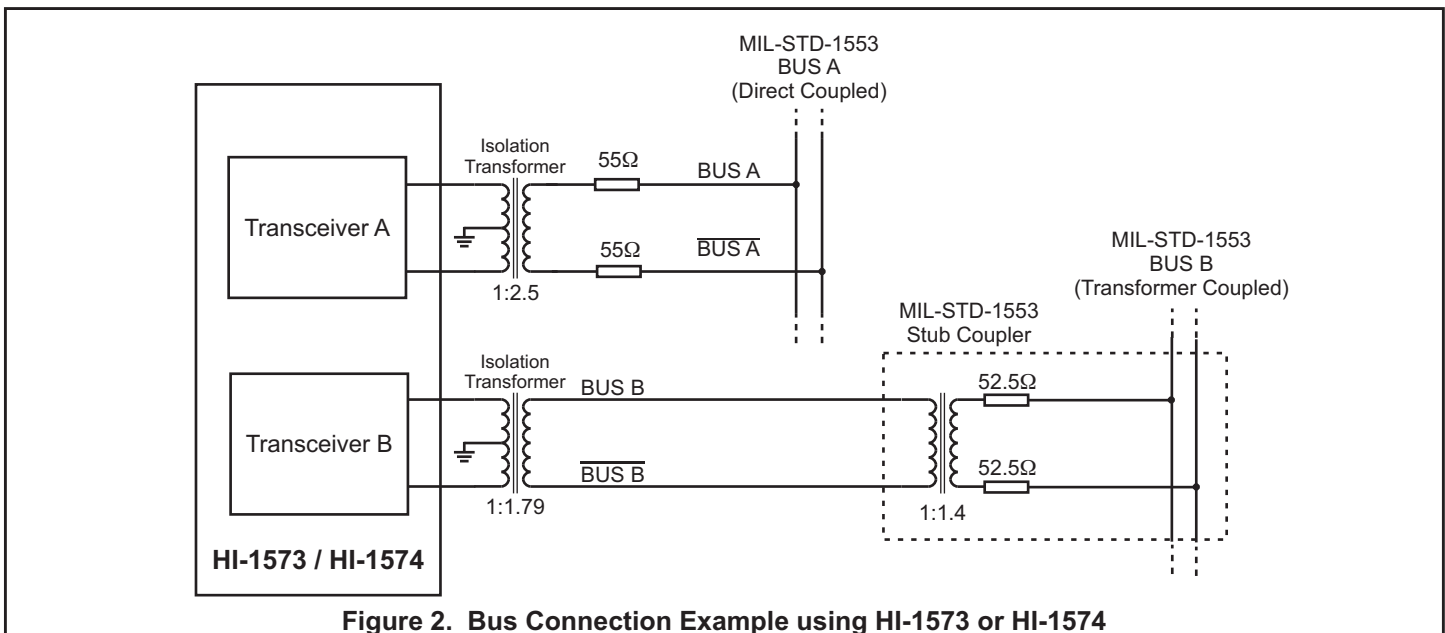 MIL-STD-1553
BUS A
(Direct Coupled)
Isolation
Transformer
55Ω
BUS A
Transceiver A
55Ω
BUS A
1:2.5
MIL-STD-1553
BUS B
(Transformer Coupled)
MIL-STD-1553
Stub Coupler
Isolation
Transformer
BUS B
52.5Ω
Transceiver B
BUS B
52.5Ω
1:1.79
1:1.4
HI-1573 / HI-1574
Figure 2. Bus Connection Example using HI-1573 or HI-1574